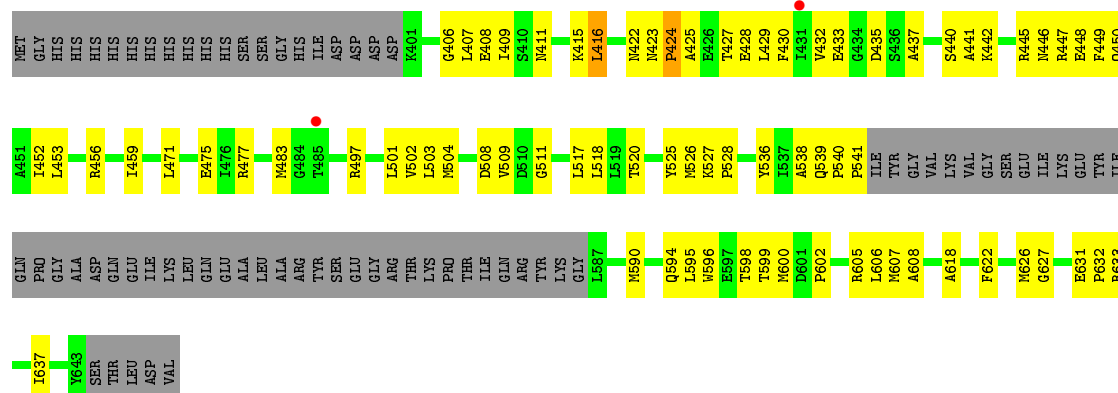 MET GLY HIS HIS HIS HIS HIS HIS HIS HIS HIS HIS SER SER GLY HIS ILE ASP ASP ASP ASP K401 G406 L407 E408 I409 S410 N411 K415 L416 N422 N423 P424 A425 E426 T427 E428 L429 F430 I431 V432 E433 G434 D435 S436 A437 S440 A441 K442 R445 N446 R447 E448 F449
A451 I452 L453 R456 I459 L471 E475 I476 R477 M483 G484 T485 R497 L501 V502 L503 M504 D508 V509 D510 G511 L517 L518 L519 T520 Y525 M526 K527 P528 Y536 I537 A538 Q539 P540 P541 ILE TYR GLY VAL LYS VAL GLY SER GLU ILE LYS GLU TYR ILE
GLN PRO GLY ALA ASP GLN GLU ILE LYS LEU GLN GLU ALA LEU ALA ARG TYR SER GLU GLY ARG THR LYS PRO THR ILE GLN ARG TYR LYS GLY L587 M590 Q594 L595 W596 E597 T598 T599 M600 D601 P602 R605 L606 M607 A608 A618 F622 M626 G627 E631 P632
I637 Y643 SER THR LEU ASP VAL